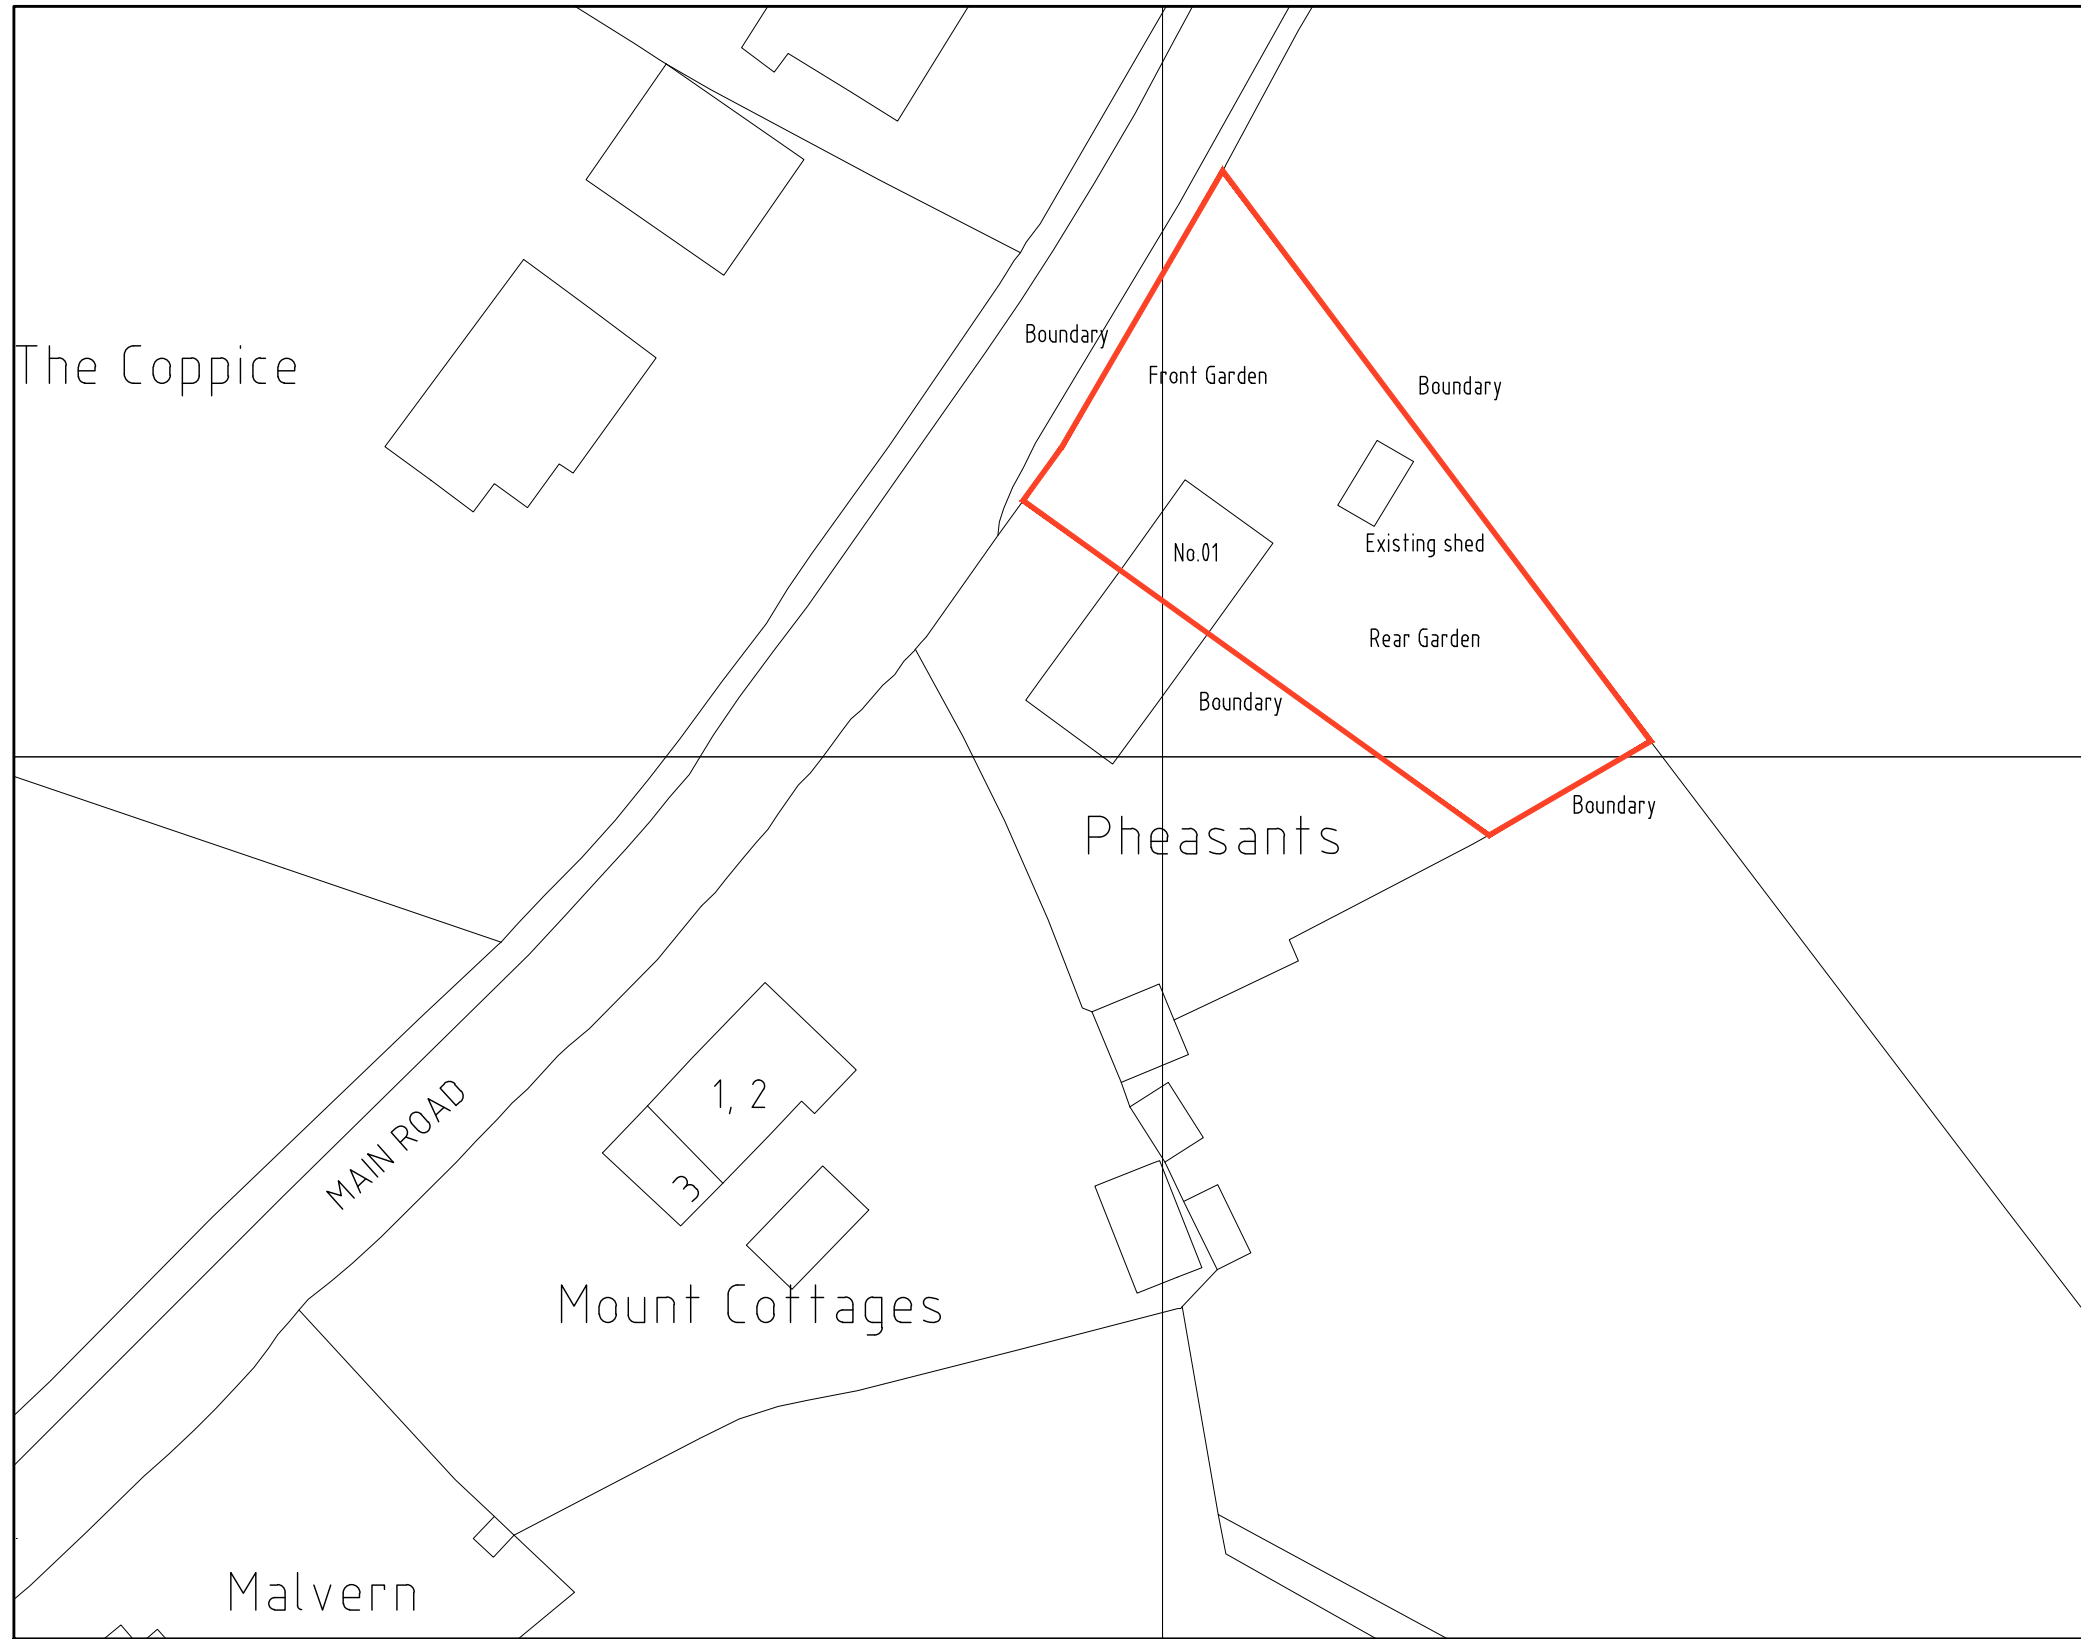 Boundary
The Coppice
Front Garden
Boundary
No.01
Existing shed
Rear Garden
Boundary
Boundary
Pheasants
MAIN ROAD
1, 2
3
Mount Cottages
Malvern